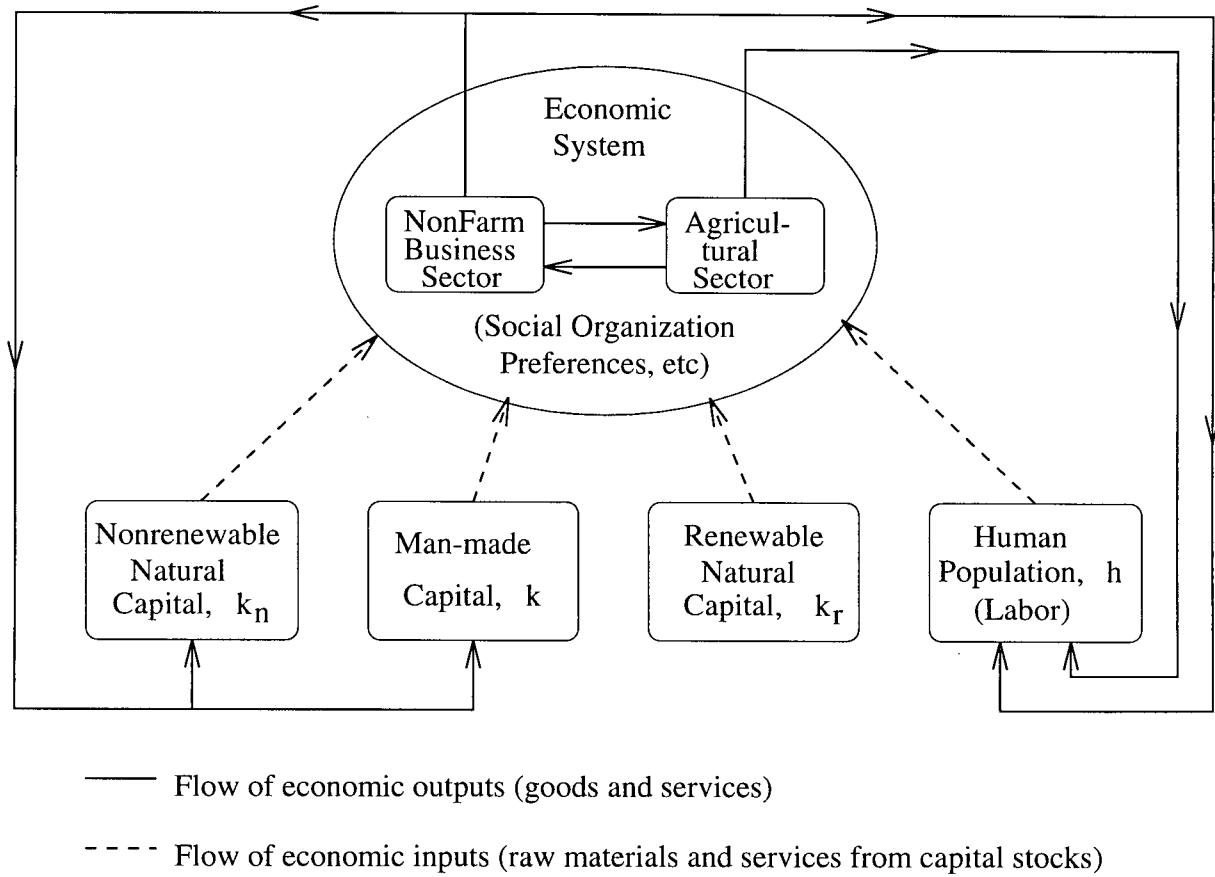 Economic
System
NonFarm
Business
Sector
Agricul-
tural
Sector
(Social Organization
Preferences, etc)
Nonrenewable
Natural
Capital, kn
Man-made
Capital, k
Renewable
Natural
Capital, kr
Human
Population, h
(Labor)
Flow of economic outputs (goods and services)
Flow of economic inputs (raw materials and services from capital stocks)